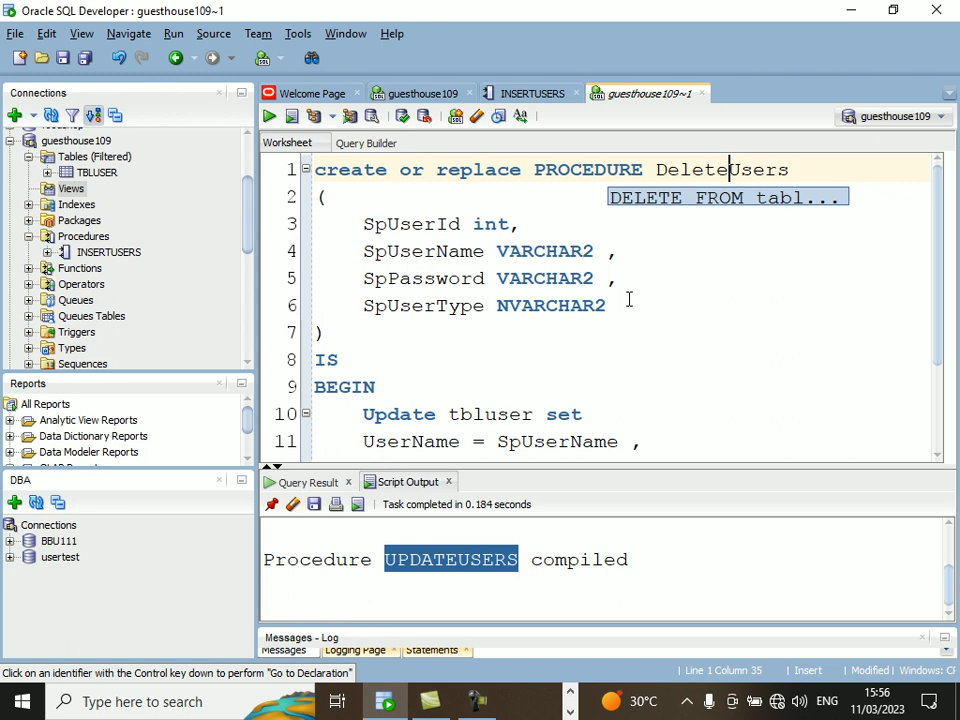 Oracle SQL Developer : guesthouse109~1
File Edit View Navigate Run Source Team Tools Window Help
Connections
guesthouse109
Tables (Filtered)
TBLUSER
Views
Indexes
Packages
Procedures
INSERTUSERS
Functions
Operators
Queues
Queues Tables
Triggers
Types
Sequences
Reports
All Reports
Analytic View Reports
Data Dictionary Reports
Data Modeler Reports
DBA
Connections
BBU111
usertest
Welcome Page guesthouse109 INSERTUSERS guesthouse109~1
guesthouse109
Worksheet Query Builder
1 create or replace PROCEDURE DeleteUsers
2 (
DELETE FROM tabl...
3 SpUserId int,
4 SpUserName VARCHAR2 ,
5 SpPassword VARCHAR2 ,
6 SpUserType NVARCHAR2
7 )
8 IS
9 BEGIN
10 Update tbluser set
11 UserName = SpUserName ,
Query Result Script Output
Task completed in 0.184 seconds
Procedure UPDATEUSERS compiled
Messages - Log
Messages Logging Page Statements
Click on an identifier with the Control key down to perform "Go to Declaration"
Line 1 Column 35 Insert Modified Windows: CF
Type here to search
30°C
ENG
15:56
11/03/2023